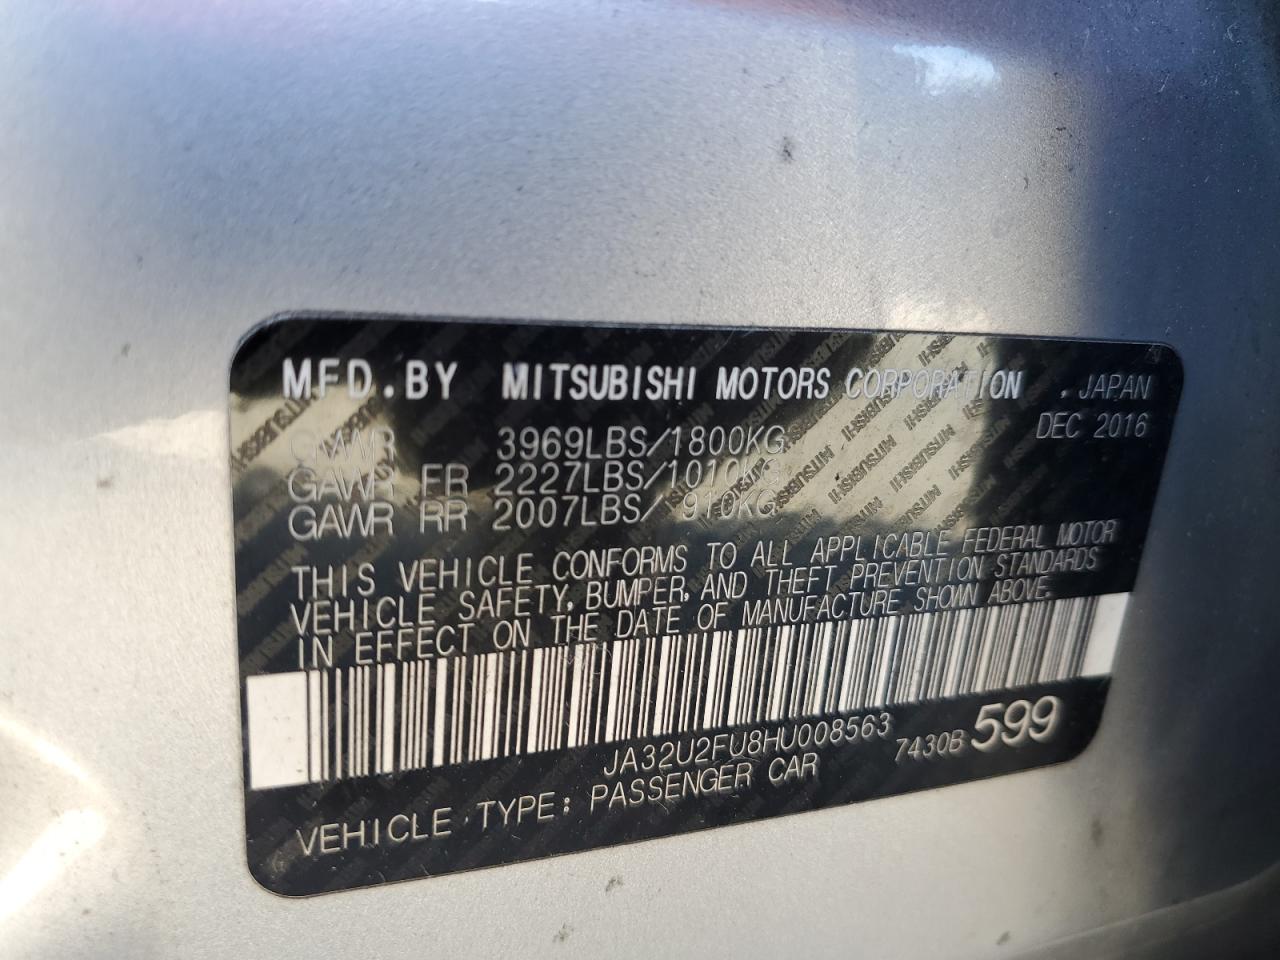 MFD.BY MITSUBISHI MOTORS CORPORATION . JAPAN
DEC 2016
GVWR 3969LBS/1800KG
GAWR FR 2227LBS/1010KG
GAWR RR 2007LBS/ 910KG
THIS VEHICLE CONFORMS TO ALL APPLICABLE FEDERAL MOTOR
VEHICLE SAFETY, BUMPER, AND THEFT PREVENTION STANDARDS
IN EFFECT ON THE DATE OF MANUFACTURE SHOWN ABOVE.
JA32U2FU8HU008563
7430B 599
VEHICLE TYPE: PASSENGER CAR